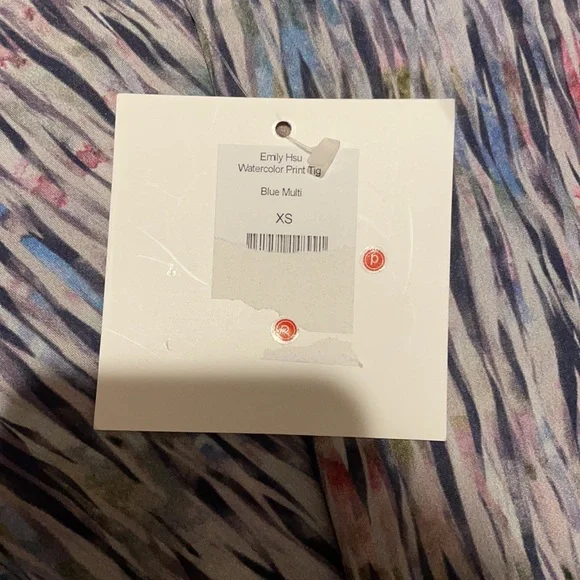 Emily Hsu
Watercolor Print Tig
Blue Multi
XS